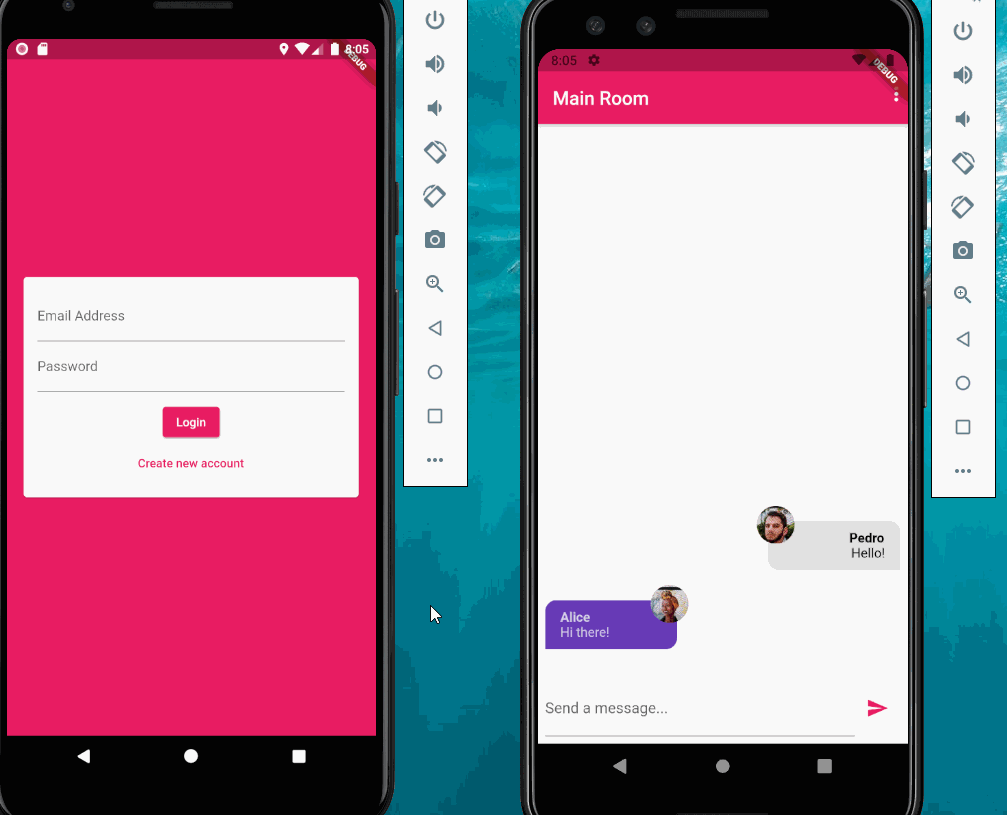 8:05
DEBUG
Email Address
Password
Login
Create new account
8:05
DEBUG
Main Room
Pedro
Hello!
Alice
Hi there!
Send a message...